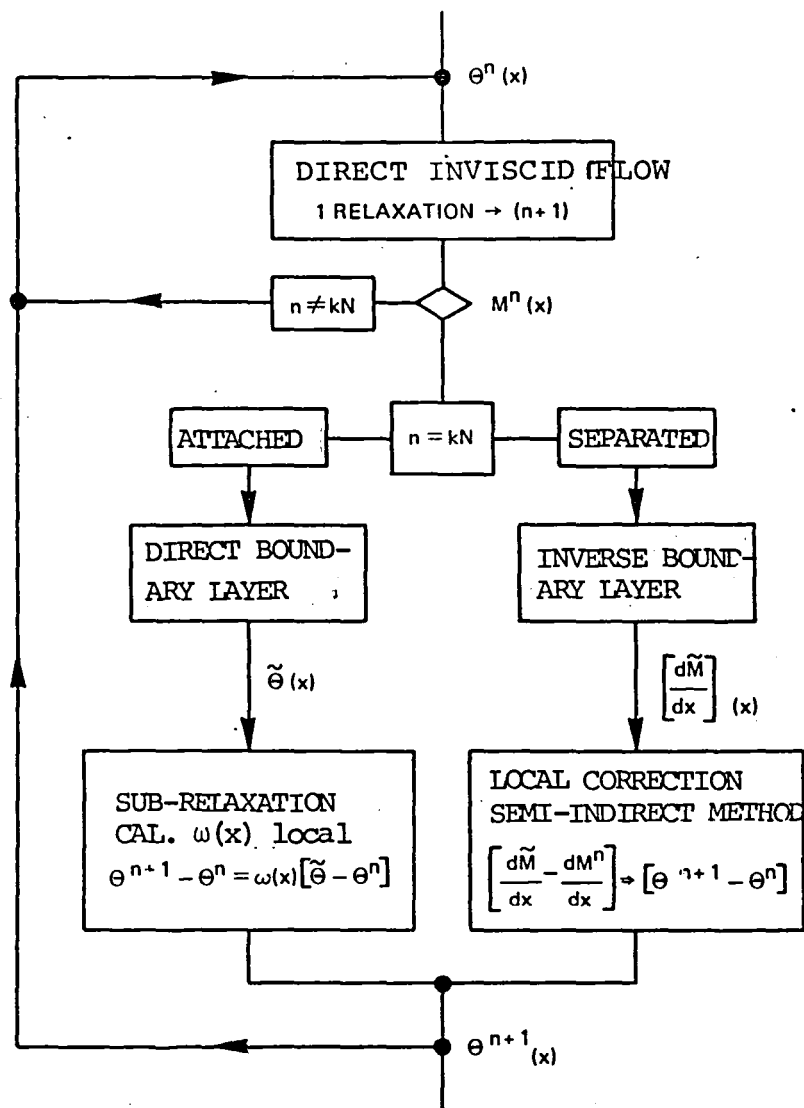 Θⁿ(x)
DIRECT INVISCID FLOW
1 RELAXATION → (n+1)
n ≠ kN
Mⁿ(x)
ATTACHED
n = kN
SEPARATED
DIRECT BOUND-
ARY LAYER
INVERSE BOUND-
ARY LAYER
Θ̃(x)
[dM̃/dx](x)
SUB-RELAXATION
CAL. ω(x) local
Θⁿ⁺¹ - Θⁿ = ω(x)[Θ̃ - Θⁿ]
LOCAL CORRECTION
SEMI-INDIRECT METHOD
[dM̃/dx - dMⁿ/dx] ⇒ [Θⁿ⁺¹ - Θⁿ]
Θⁿ⁺¹(x)